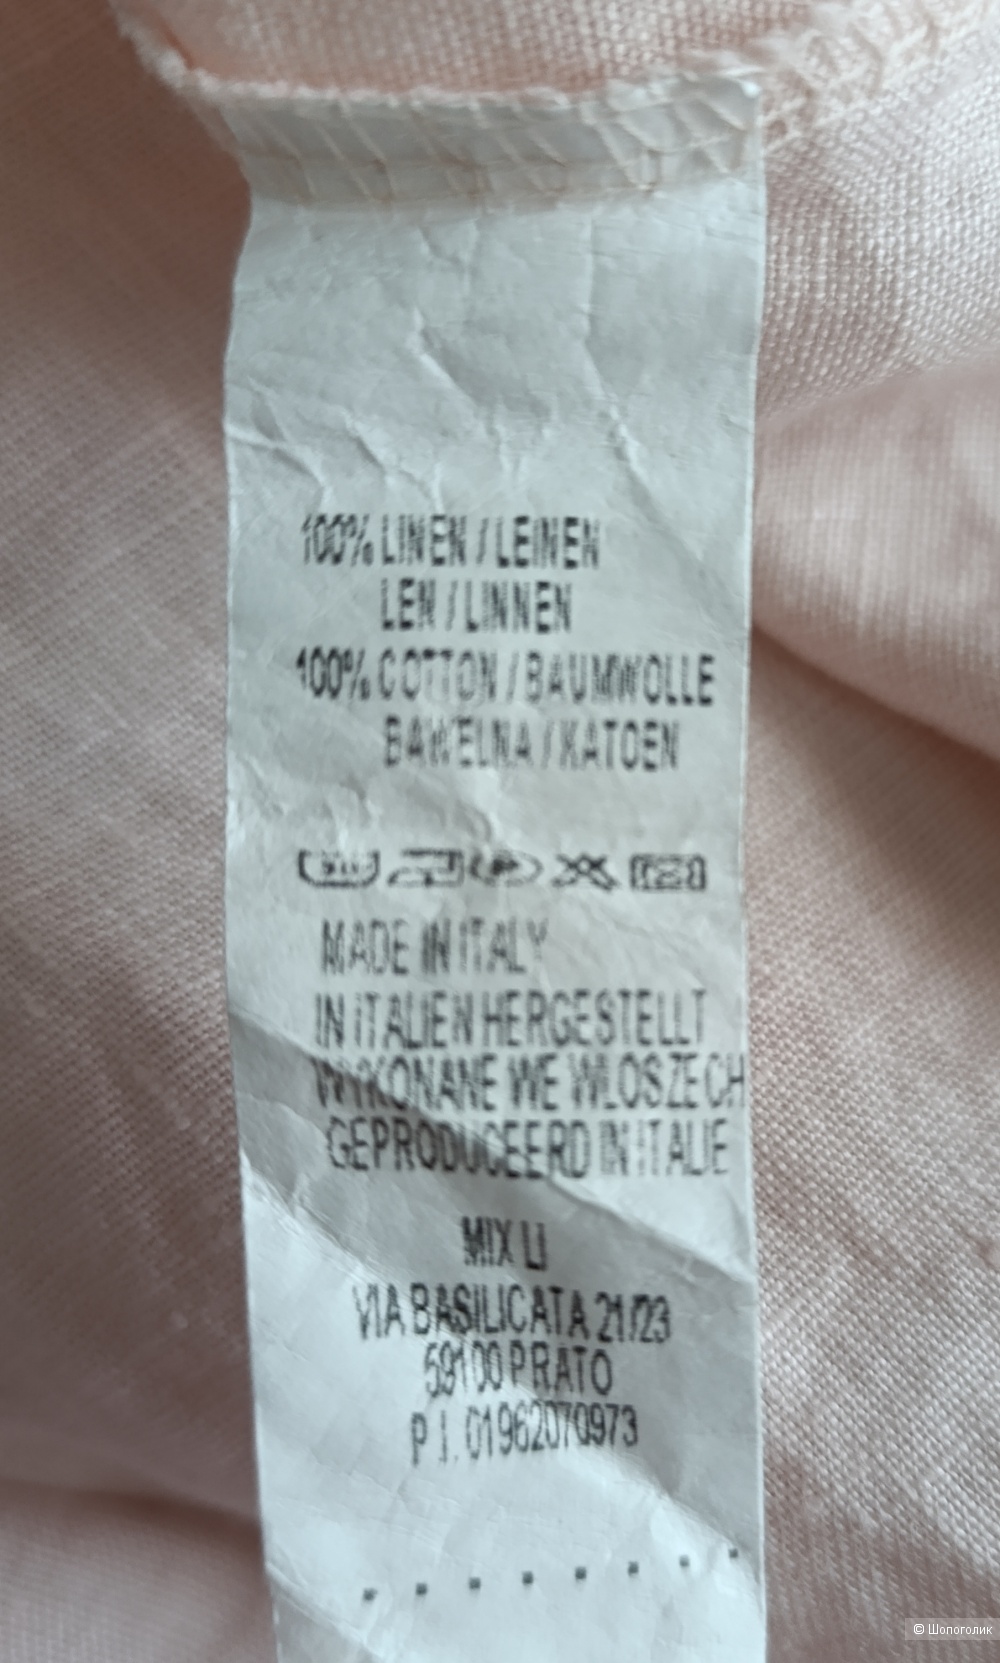 100% LINEN / LEINEN
LEN / LINNEN
100% COTTON / BAUMWOLLE
BAWELNA / KATOEN
MADE IN ITALY
IN ITALIEN HERGESTELLT
WYKONANE WE WLOSZECH
GEPRODUCEERD IN ITALIE
MIX LI
VIA BASILICATA 21/23
59100 PRATO
P.I. 01962070973
© Шопоголик